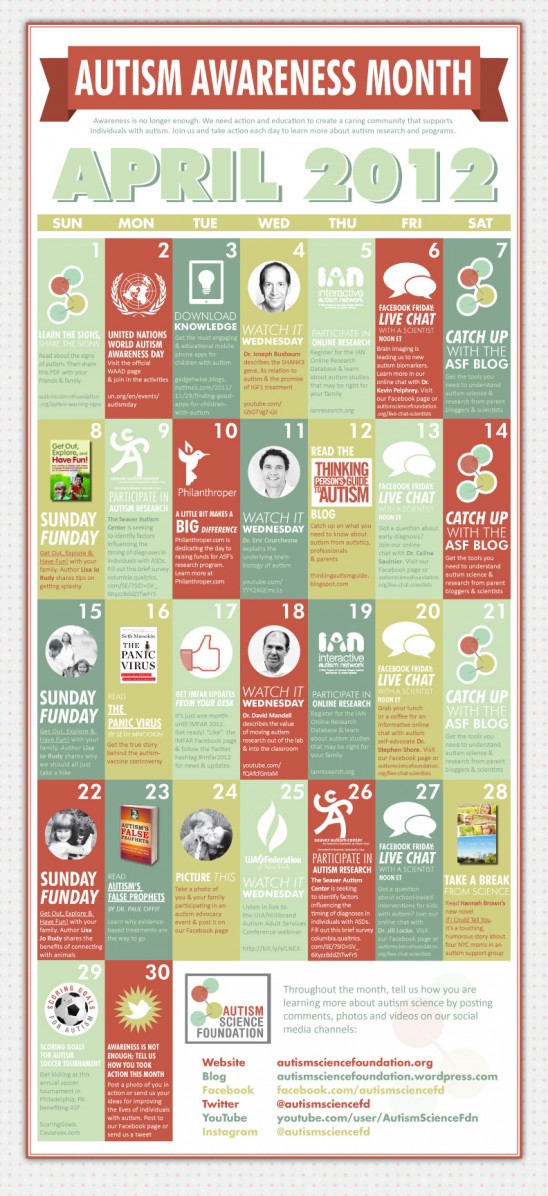 AUTISM AWARENESS MONTH
Awareness is no longer enough. We need action and education to create a caring community that supports
individuals with autism. Join us and take action each day to learn more about autism research and programs.
APRIL 2012
SUN MON TUE WED THU FRI SAT
1
LEARN THE SIGNS,
SHARE THE SIGNS
Read about the signs
of autism. Then share
this PDF with your
friends & family
autismsciencefoundation.
org/autism-warning-signs
2
UNITED NATIONS
WORLD AUTISM
AWARENESS DAY
Visit the official
WAAD page
& join in the activities
un.org/en/events/
autismday
3
DOWNLOAD
KNOWLEDGE
Get the most engaging
& educational mobile
phone apps for
children with autism
gadgetwise.blogs.
nytimes.com/2011/
11/29/finding-good-
apps-for-children-
with-autism
4
WATCH IT
WEDNESDAY
Dr. Joseph Buxbaum
describes the SHANK3
gene, its relation to
autism & the promise
of IGF1 treatment
youtube.com/
5
IAN
interactive
autism network
PARTICIPATE IN
ONLINE RESEARCH
Register for the IAN
Online Research
Database & learn
about autism studies
that may be right for
your family
ianresearch.org
6
FACEBOOK FRIDAY:
LIVE CHAT
WITH A SCIENTIST
NOON ET
Brain imaging is
leading us to new
autism biomarkers.
Learn more in our
online chat with Dr.
Kevin Pelphrey. Visit
our Facebook page or
autismsciencefoundation.
org/live-chat-scientists
7
CATCH UP
WITH THE
ASF BLOG
Get the tools you
need to understand
autism science &
research from parent
bloggers & scientists
8
Get Out,
Explore, and
Have Fun!
SUNDAY
FUNDAY
Get Out, Explore &
Have Fun! with your
family. Author Lisa Jo
Rudy shares tips on
getting splashy
9
PARTICIPATE IN
AUTISM RESEARCH
The Seaver Autism
Center is seeking
to identify factors
influencing the
timing of diagnoses in
individuals with ASDs.
Fill out this brief survey
columbia.qualtrics.
com/SE/?SID=SV_
10
Philanthroper
A LITTLE BIT MAKES A
BIG DIFFERENCE
Philanthroper.com is
dedicating the day to
raising funds for ASF's
research program.
Learn more at
Philanthroper.com
11
WATCH IT
WEDNESDAY
Dr. Eric Courchesne
explains the
underlying brain
biology of autism
youtube.com/
12
READ THE
THINKING
PERSON'S GUIDE
TO AUTISM
BLOG
Catch up on what you
need to know about
autism from autistics,
professionals
& parents
thinkingautismguide.
blogspot.com
13
FACEBOOK FRIDAY:
LIVE CHAT
WITH A SCIENTIST
NOON ET
Got a question about
early diagnoses?
Join our online
chat with Dr. Celine
Saulnier. Visit our
Facebook page or
autismsciencefoundation.
org/live-chat-scientists
14
CATCH UP
WITH THE
ASF BLOG
Get the tools you
need to understand
autism science &
research from parent
bloggers & scientists
15
SUNDAY
FUNDAY
Get Out, Explore &
Have Fun! with your
family. Author Lisa
Jo Rudy shares why
we should all just
take a hike
16
Seth Mnookin
THE
PANIC
VIRUS
READ
THE
PANIC VIRUS
BY SETH MNOOKIN
Get the true story
behind the autism-
vaccine controversy
17
GET IMFAR UPDATES
FROM YOUR DESK
It's just one month
until IMFAR 2012.
Get ready! "Like" the
IMFAR Facebook page
& follow the Twitter
hashtag #imfar2012
for news & updates
18
WATCH IT
WEDNESDAY
Dr. David Mandell
describes the value
of moving autism
research out of the lab
& into the classroom
youtube.com/
19
IAN
interactive
autism network
PARTICIPATE IN
ONLINE RESEARCH
Register for the IAN
Online Research
Database & learn
about autism studies
that may be right for
your family
ianresearch.org
20
FACEBOOK FRIDAY:
LIVE CHAT
WITH A SCIENTIST
NOON ET
Grab your lunch
or a coffee for an
informative online
chat with autism
self-advocate Dr.
Stephen Shore. Visit
our Facebook page or
autismsciencefoundation.
org/live-chat-scientists
21
CATCH UP
WITH THE
ASF BLOG
Get the tools you
need to understand
autism science &
research from parent
bloggers & scientists
22
SUNDAY
FUNDAY
Get Out, Explore &
Have Fun! with your
family. Author Lisa
Jo Rudy shares the
benefits of connecting
with animals
23
AUTISM'S
FALSE
PROPHETS
READ
AUTISM'S
FALSE PROPHETS
BY DR. PAUL OFFIT
Learn why evidence-
based treatments are
the way to go
24
PICTURE THIS
Take a photo of
you & your family
participating in an
autism advocacy
event & post it on
our Facebook page
25
UJA Federation
of New York
WATCH IT
WEDNESDAY
Listen in live to
the UJA/Hilibrand
Autism Adult Services
Conference webinar
26
seaver autism center
PARTICIPATE IN
AUTISM RESEARCH
The Seaver Autism
Center is seeking
to identify factors
influencing the
timing of diagnoses in
individuals with ASDs.
Fill out this brief survey
columbia.qualtrics.
com/SE/?SID=SV_
27
FACEBOOK FRIDAY:
LIVE CHAT
WITH A SCIENTIST
NOON ET
Got a question
about school-based
interventions for kids
with autism? Join our
online chat with
Dr. Jill Locke. Visit
our Facebook page or
autismsciencefoundation.
org/live-chat-scientists
28
TAKE A BREAK
FROM SCIENCE
Read Hannah Brown's
new novel
If I Could Tell You,
it's a touching,
humorous story about
four NYC moms in an
autism support group
29
SCORING GOALS
FOR AUTISM
SCORING GOALS
FOR AUTISM
SOCCER TOURNAMENT
Get kicking at this
annual soccer
tournament in
Philadelphia, PA
benefiting ASF
ScoringGoals.
Causevox.com
30
AWARENESS IS NOT
ENOUGH; TELL US
HOW YOU TOOK
ACTION THIS MONTH
Post a photo of you in
action or send us your
ideas for improving
the lives of individuals
with autism. Post to
our Facebook page or
send us a tweet
AUTISM
SCIENCE
FOUNDATION
Throughout the month, tell us how you are
learning more about autism science by posting
comments, photos and videos on our social
media channels:
Website autismsciencefoundation.org
Blog autismsciencefoundation.wordpress.com
Facebook facebook.com/autismsciencefd
Twitter @autismsciencefd
YouTube youtube.com/user/AutismScienceFdn
Instagram @autismsciencefd